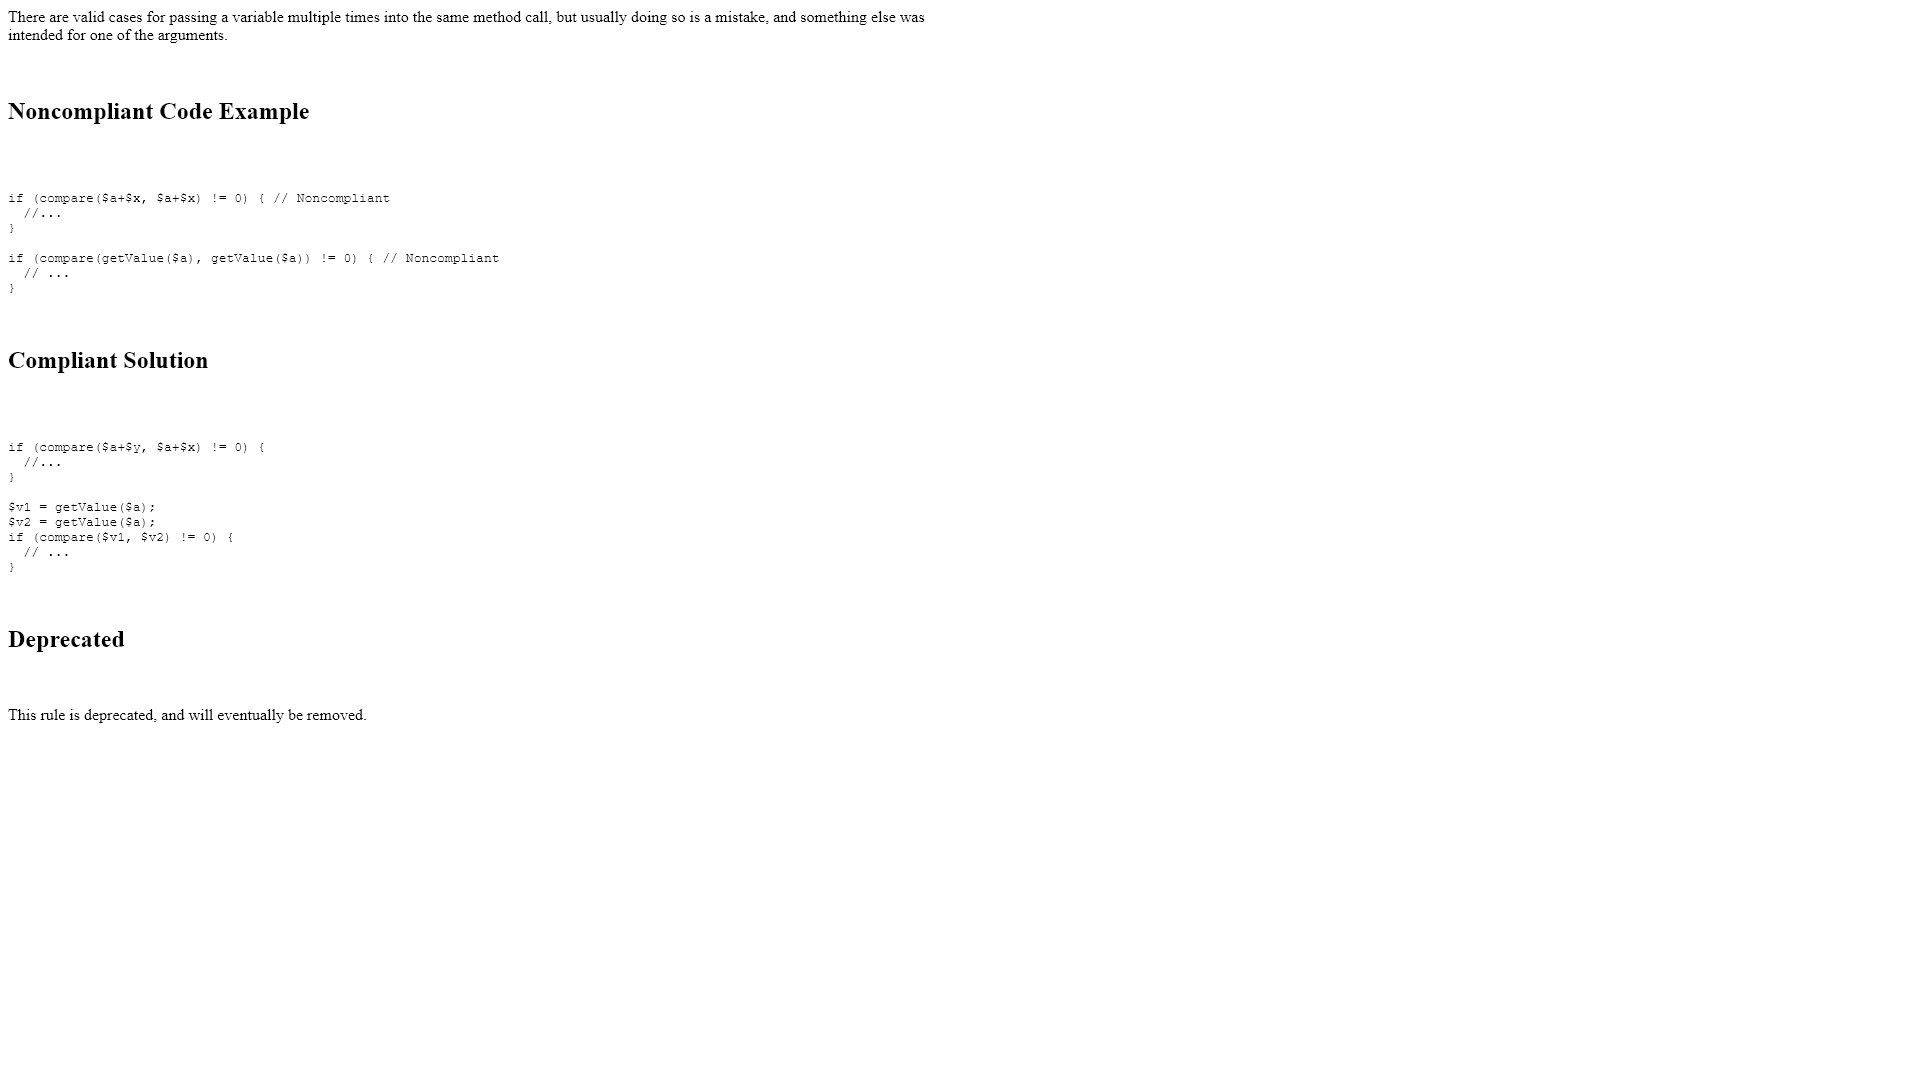 There are valid cases for passing a variable multiple times into the same method call, but usually doing so is a mistake, and something else was
intended for one of the arguments.
Noncompliant Code Example
if (compare($a+$x, $a+$x) != 0) { // Noncompliant
  //...
}
if (compare(getValue($a), getValue($a)) != 0) { // Noncompliant
  // ...
}
Compliant Solution
if (compare($a+$y, $a+$x) != 0) {
  //...
}
$v1 = getValue($a);
$v2 = getValue($a);
if (compare($v1, $v2) != 0) {
  // ...
}
Deprecated
This rule is deprecated, and will eventually be removed.